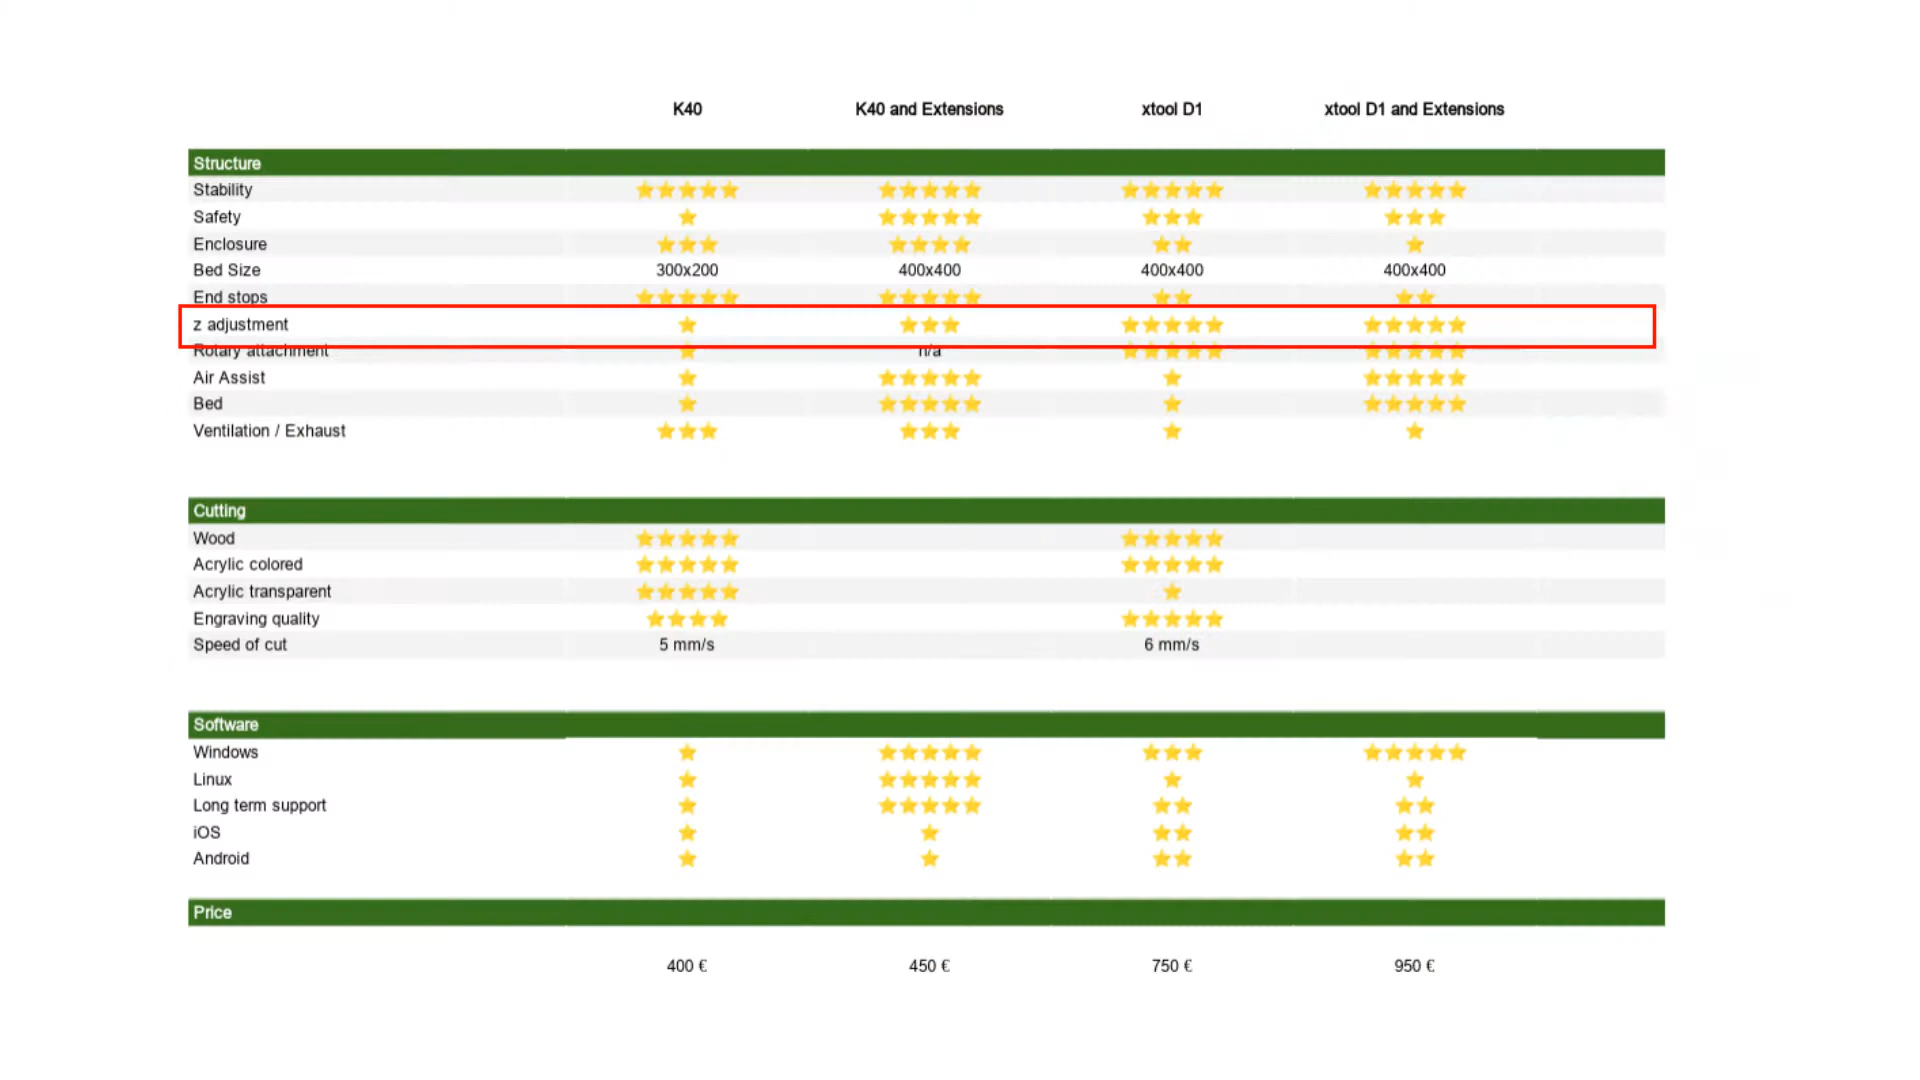 K40 K40 and Extensions xtool D1 xtool D1 and Extensions
Structure
Stability
Safety
Enclosure
Bed Size 300x200 400x400 400x400 400x400
End stops
z adjustment
Rotary attachment n/a
Air Assist
Bed
Ventilation / Exhaust
Cutting
Wood
Acrylic colored
Acrylic transparent
Engraving quality
Speed of cut 5 mm/s 6 mm/s
Software
Windows
Linux
Long term support
iOS
Android
Price
400 € 450 € 750 € 950 €